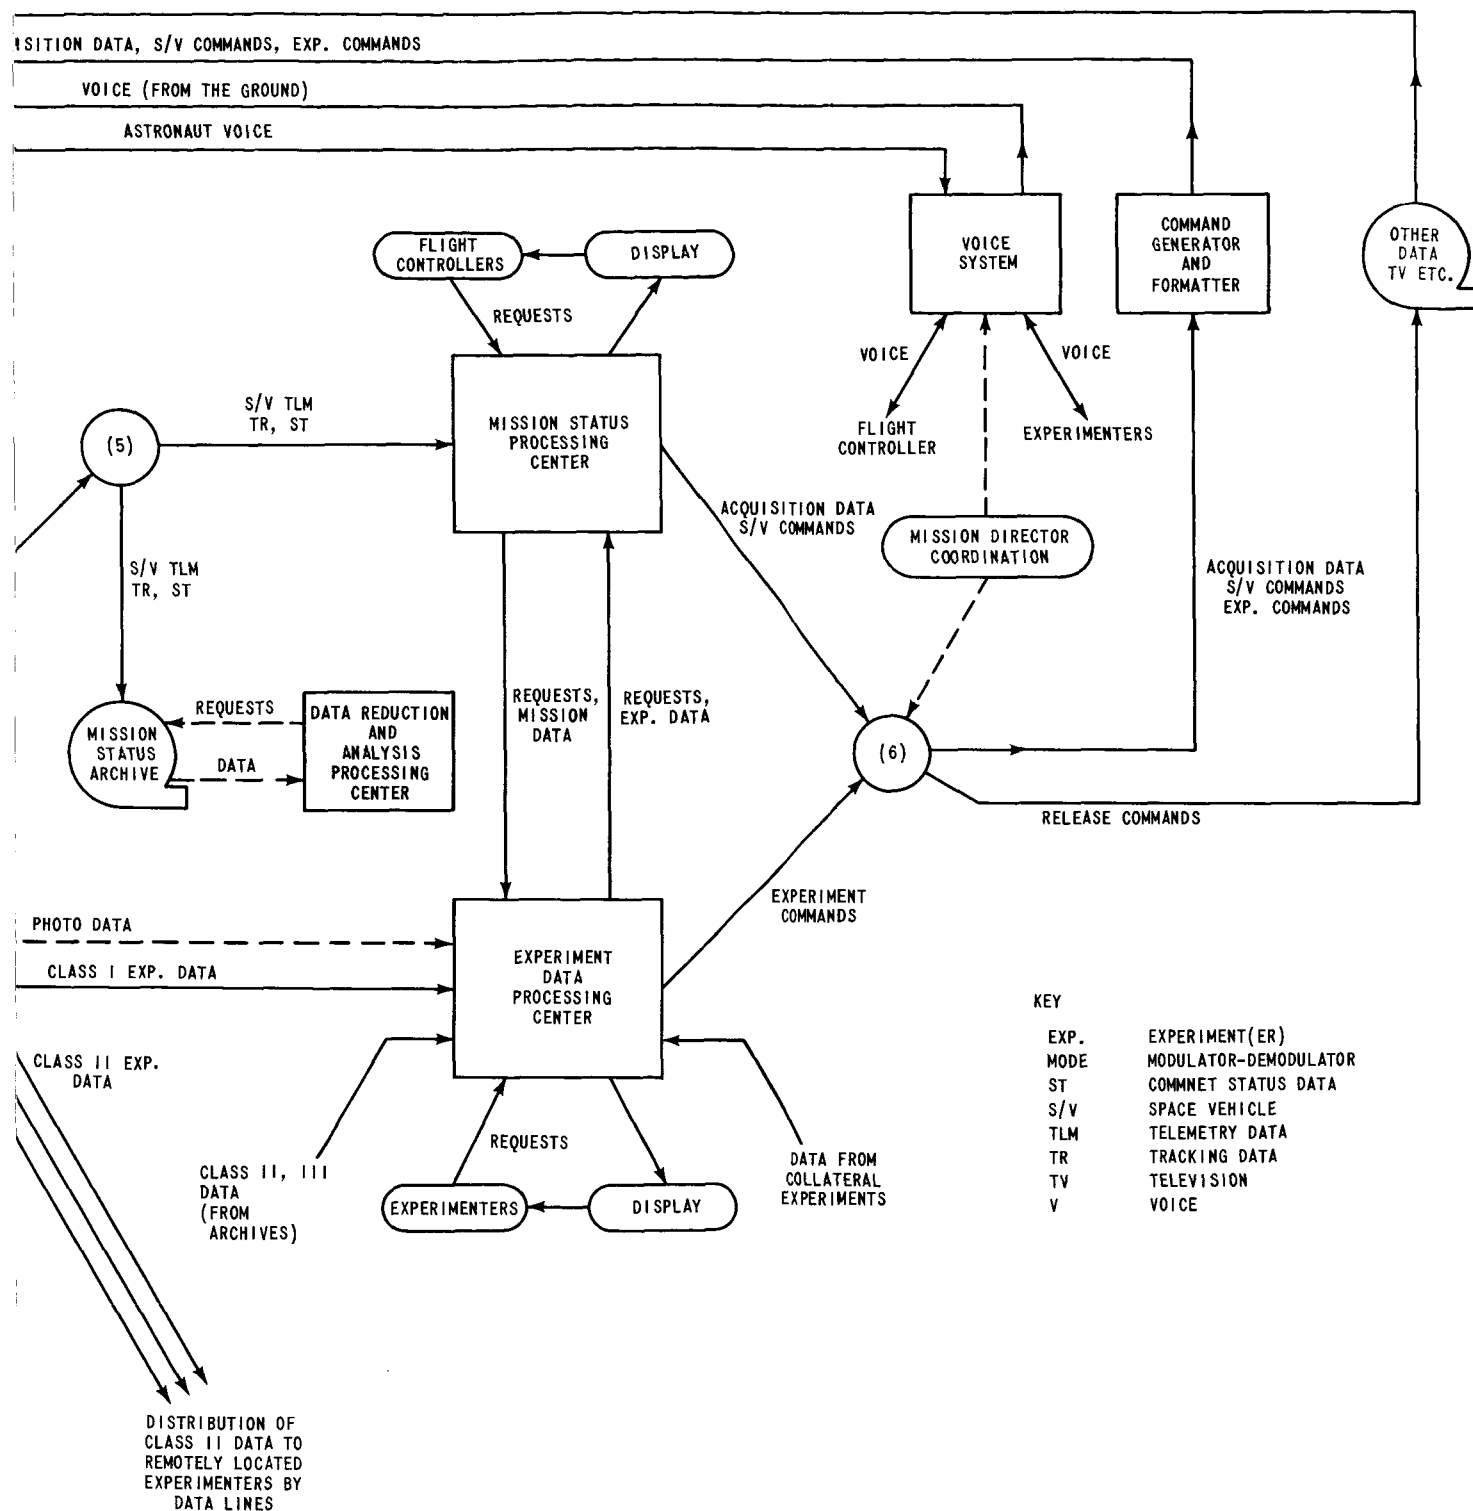 ISITION DATA, S/V COMMANDS, EXP. COMMANDS
VOICE (FROM THE GROUND)
ASTRONAUT VOICE
FLIGHT
CONTROLLERS
DISPLAY
REQUESTS
VOICE
SYSTEM
COMMAND
GENERATOR
AND
FORMATTER
OTHER
DATA
TV ETC.
VOICE
VOICE
FLIGHT
CONTROLLER
EXPERIMENTERS
(5)
S/V TLM
TR, ST
MISSION STATUS
PROCESSING
CENTER
ACQUISITION DATA
S/V COMMANDS
MISSION DIRECTOR
COORDINATION
ACQUISITION DATA
S/V COMMANDS
EXP. COMMANDS
S/V TLM
TR, ST
REQUESTS
MISSION
STATUS
ARCHIVE
DATA
DATA REDUCTION
AND
ANALYSIS
PROCESSING
CENTER
REQUESTS,
MISSION
DATA
REQUESTS,
EXP. DATA
(6)
RELEASE COMMANDS
EXPERIMENT
COMMANDS
PHOTO DATA
CLASS I EXP. DATA
EXPERIMENT
DATA
PROCESSING
CENTER
CLASS II EXP.
DATA
CLASS II, III
DATA
(FROM
ARCHIVES)
REQUESTS
EXPERIMENTERS
DISPLAY
DATA FROM
COLLATERAL
EXPERIMENTS
KEY
EXP. EXPERIMENT(ER)
MODE MODULATOR-DEMODULATOR
ST COMMNET STATUS DATA
S/V SPACE VEHICLE
TLM TELEMETRY DATA
TR TRACKING DATA
TV TELEVISION
V VOICE
DISTRIBUTION OF
CLASS II DATA TO
REMOTELY LOCATED
EXPERIMENTERS BY
DATA LINES